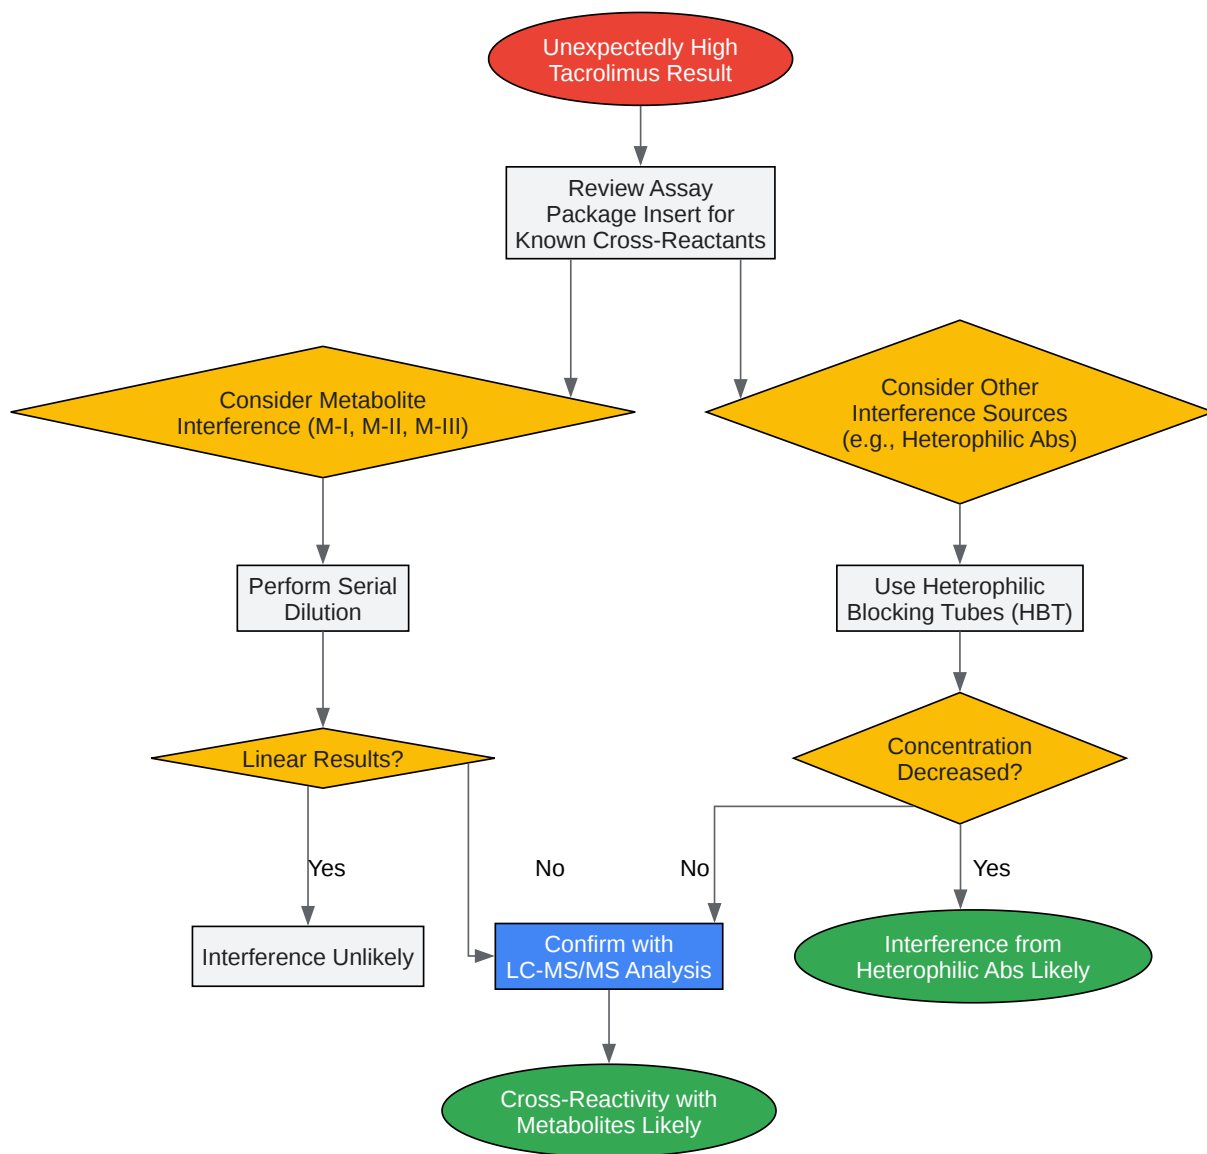 Unexpectedly High
Tacrolimus Result
Review Assay
Package Insert for
Known Cross-Reactants
Consider Metabolite
Interference (M-I, M-II, M-III)
Consider Other
Interference Sources
(e.g., Heterophilic Abs)
Perform Serial
Dilution
Use Heterophilic
Blocking Tubes (HBT)
Linear Results?
Concentration
Decreased?
Yes
No
No
Yes
Interference Unlikely
Confirm with
LC-MS/MS Analysis
Interference from
Heterophilic Abs Likely
Cross-Reactivity with
Metabolites Likely